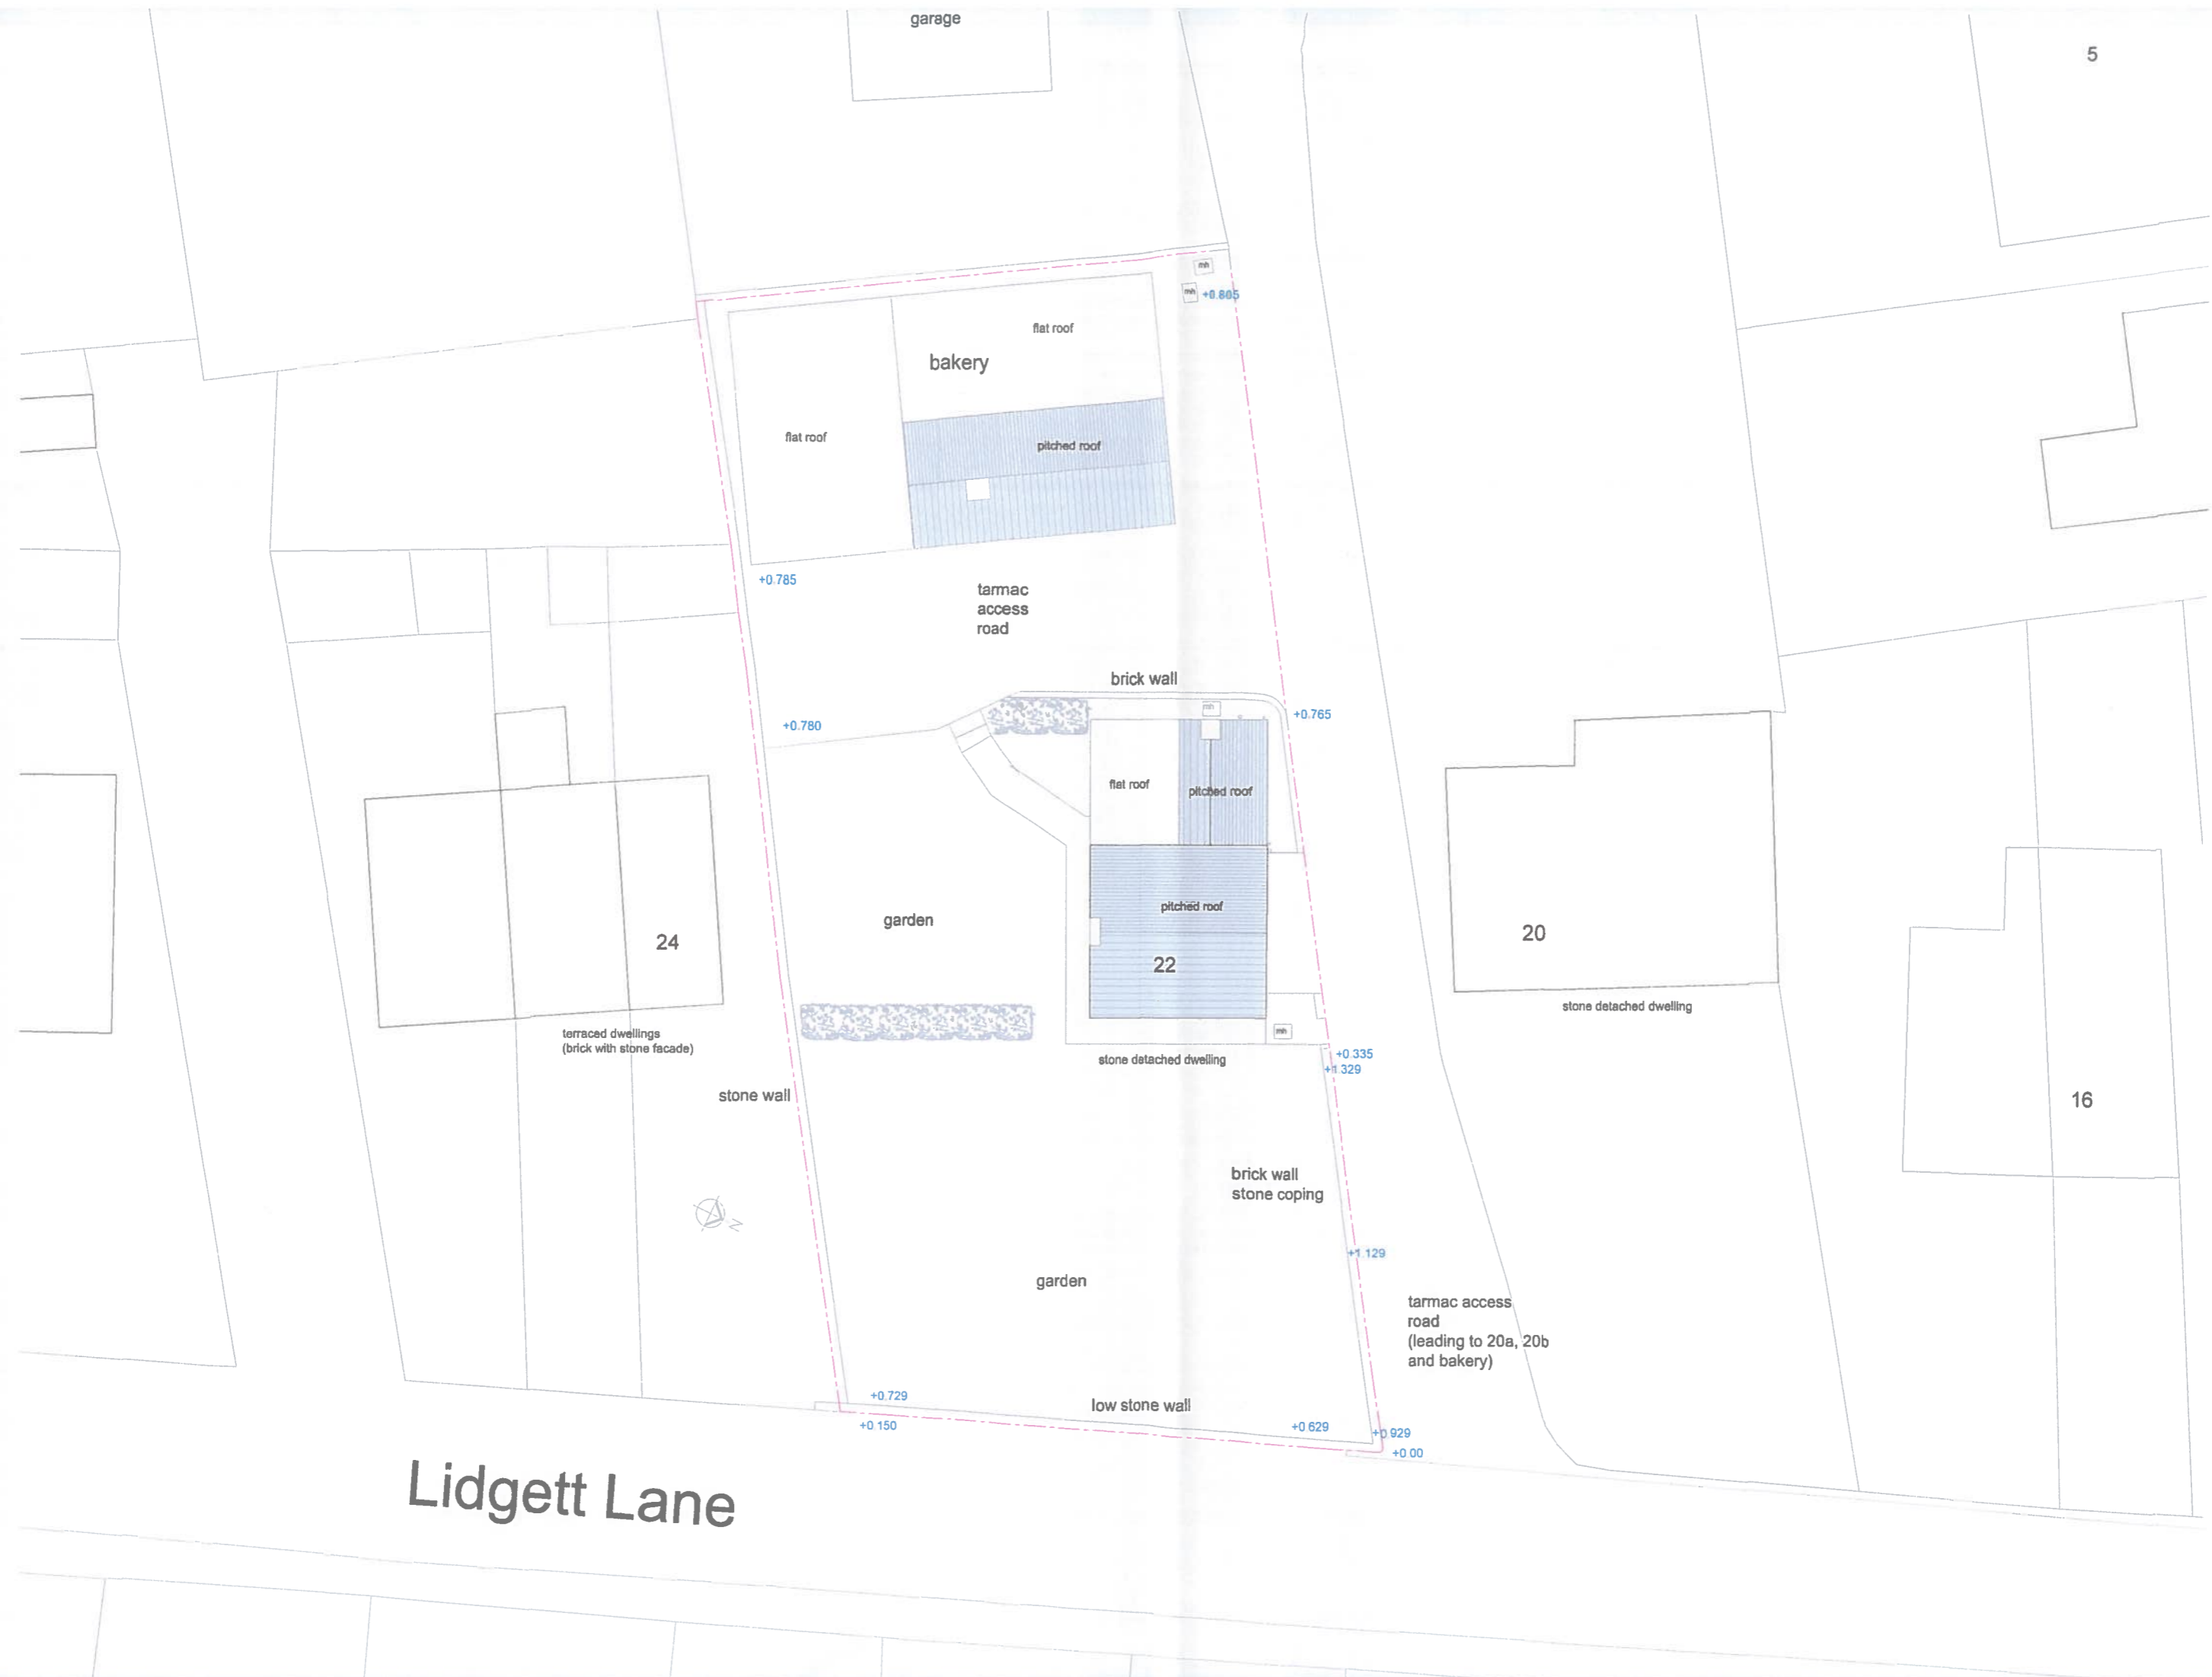 garage
5
mh
mh +0.805
flat roof
bakery
flat roof
pitched roof
+0.785
tarmac
access
road
brick wall
mh
+0.765
+0.780
flat roof
pitched roof
pitched roof
garden
24
22
20
stone detached dwelling
terraced dwellings
(brick with stone facade)
mh
stone detached dwelling
+0.335
+1.329
stone wall
16
brick wall
stone coping
N
+1.129
garden
tarmac access
road
(leading to 20a, 20b
and bakery)
+0.729
low stone wall
+0.150
+0.629
+0.929
+0.00
Lidgett Lane